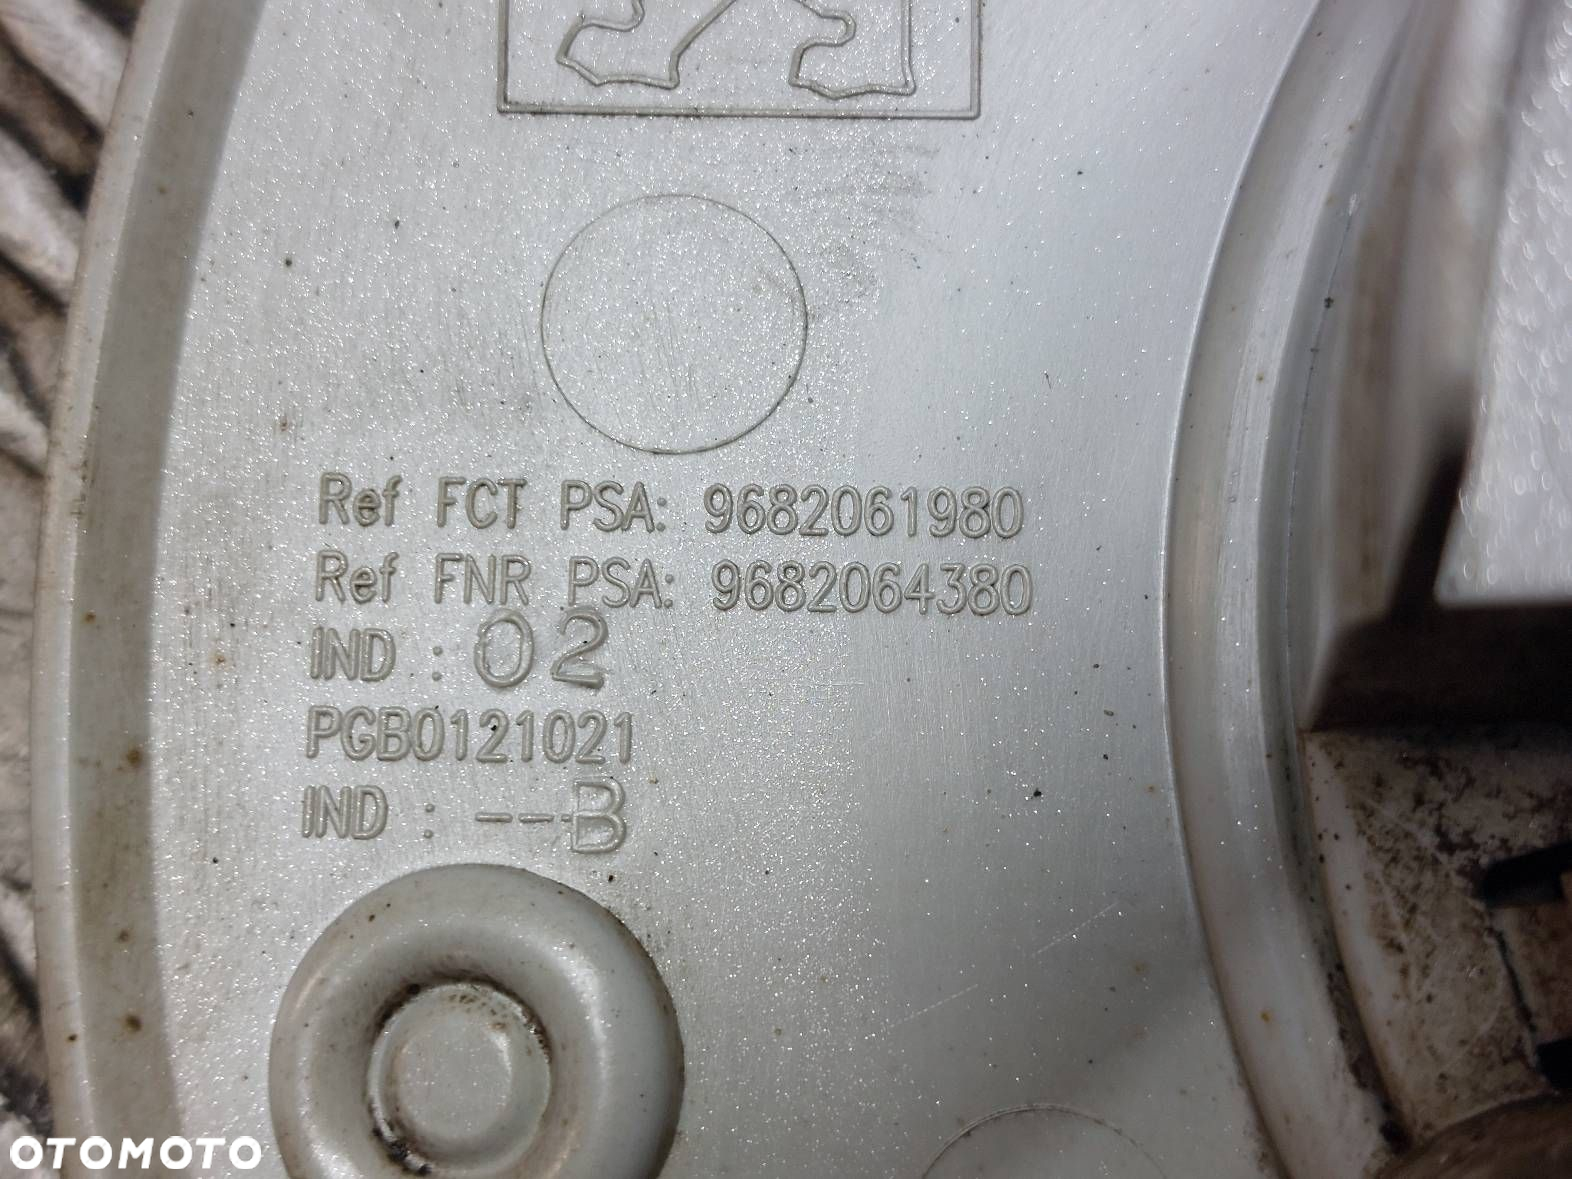 Ref FCT PSA: 9682061980
Ref FNR PSA: 9682064380
IND : 02
PGB0121021
IND : ---B
OTOMOTO